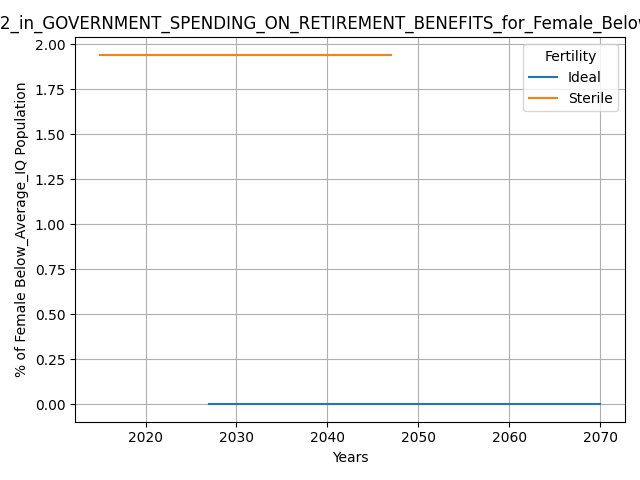 2_in_GOVERNMENT_SPENDING_ON_RETIREMENT_BENEFITS_for_Female_Below
% of Female Below_Average_IQ Population
2.00
1.75
1.50
1.25
1.00
0.75
0.50
0.25
0.00
Fertility
Ideal
Sterile
2020 2030 2040 2050 2060 2070
Years